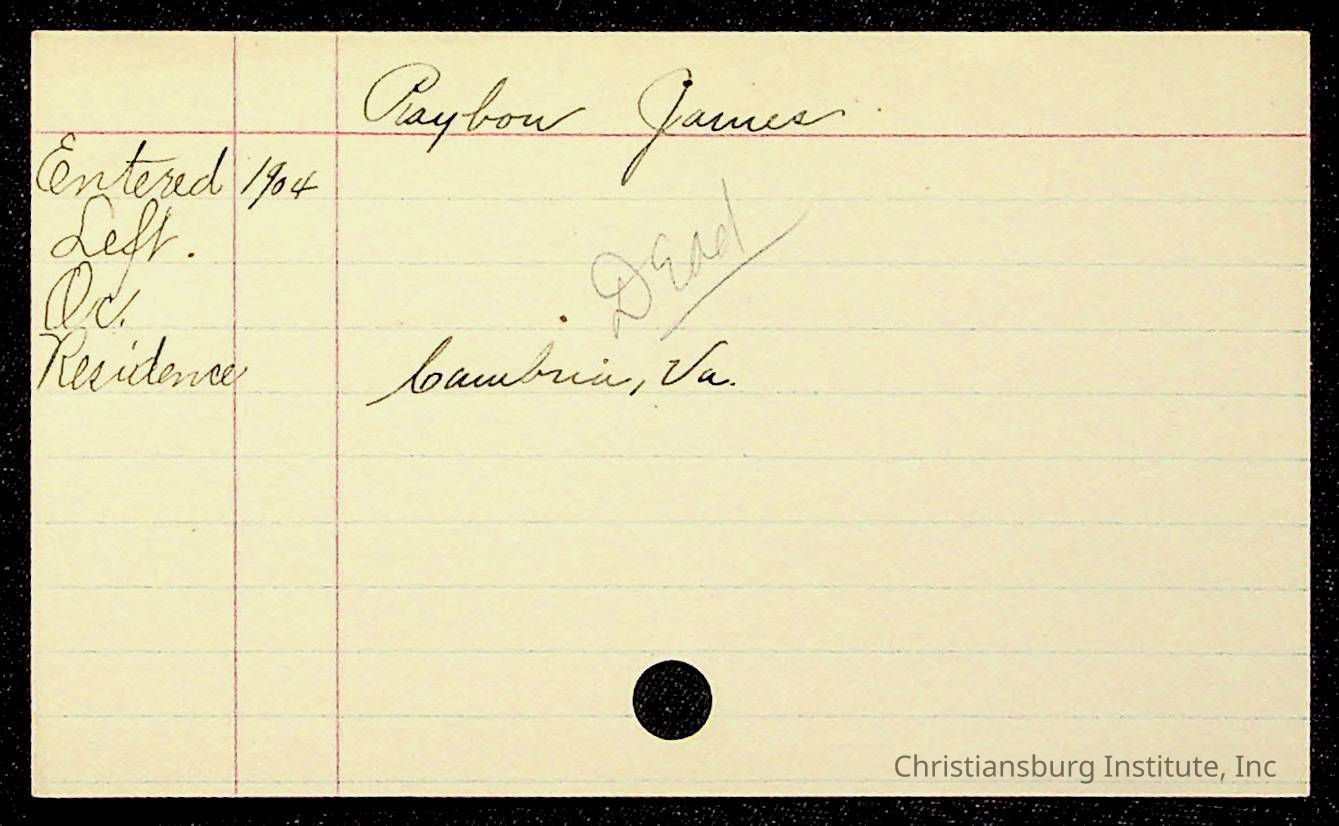 Raybon James
Entered 1904
Left.
Oc.
Dead
Residence Cambria, Va.
Christiansburg Institute, Inc